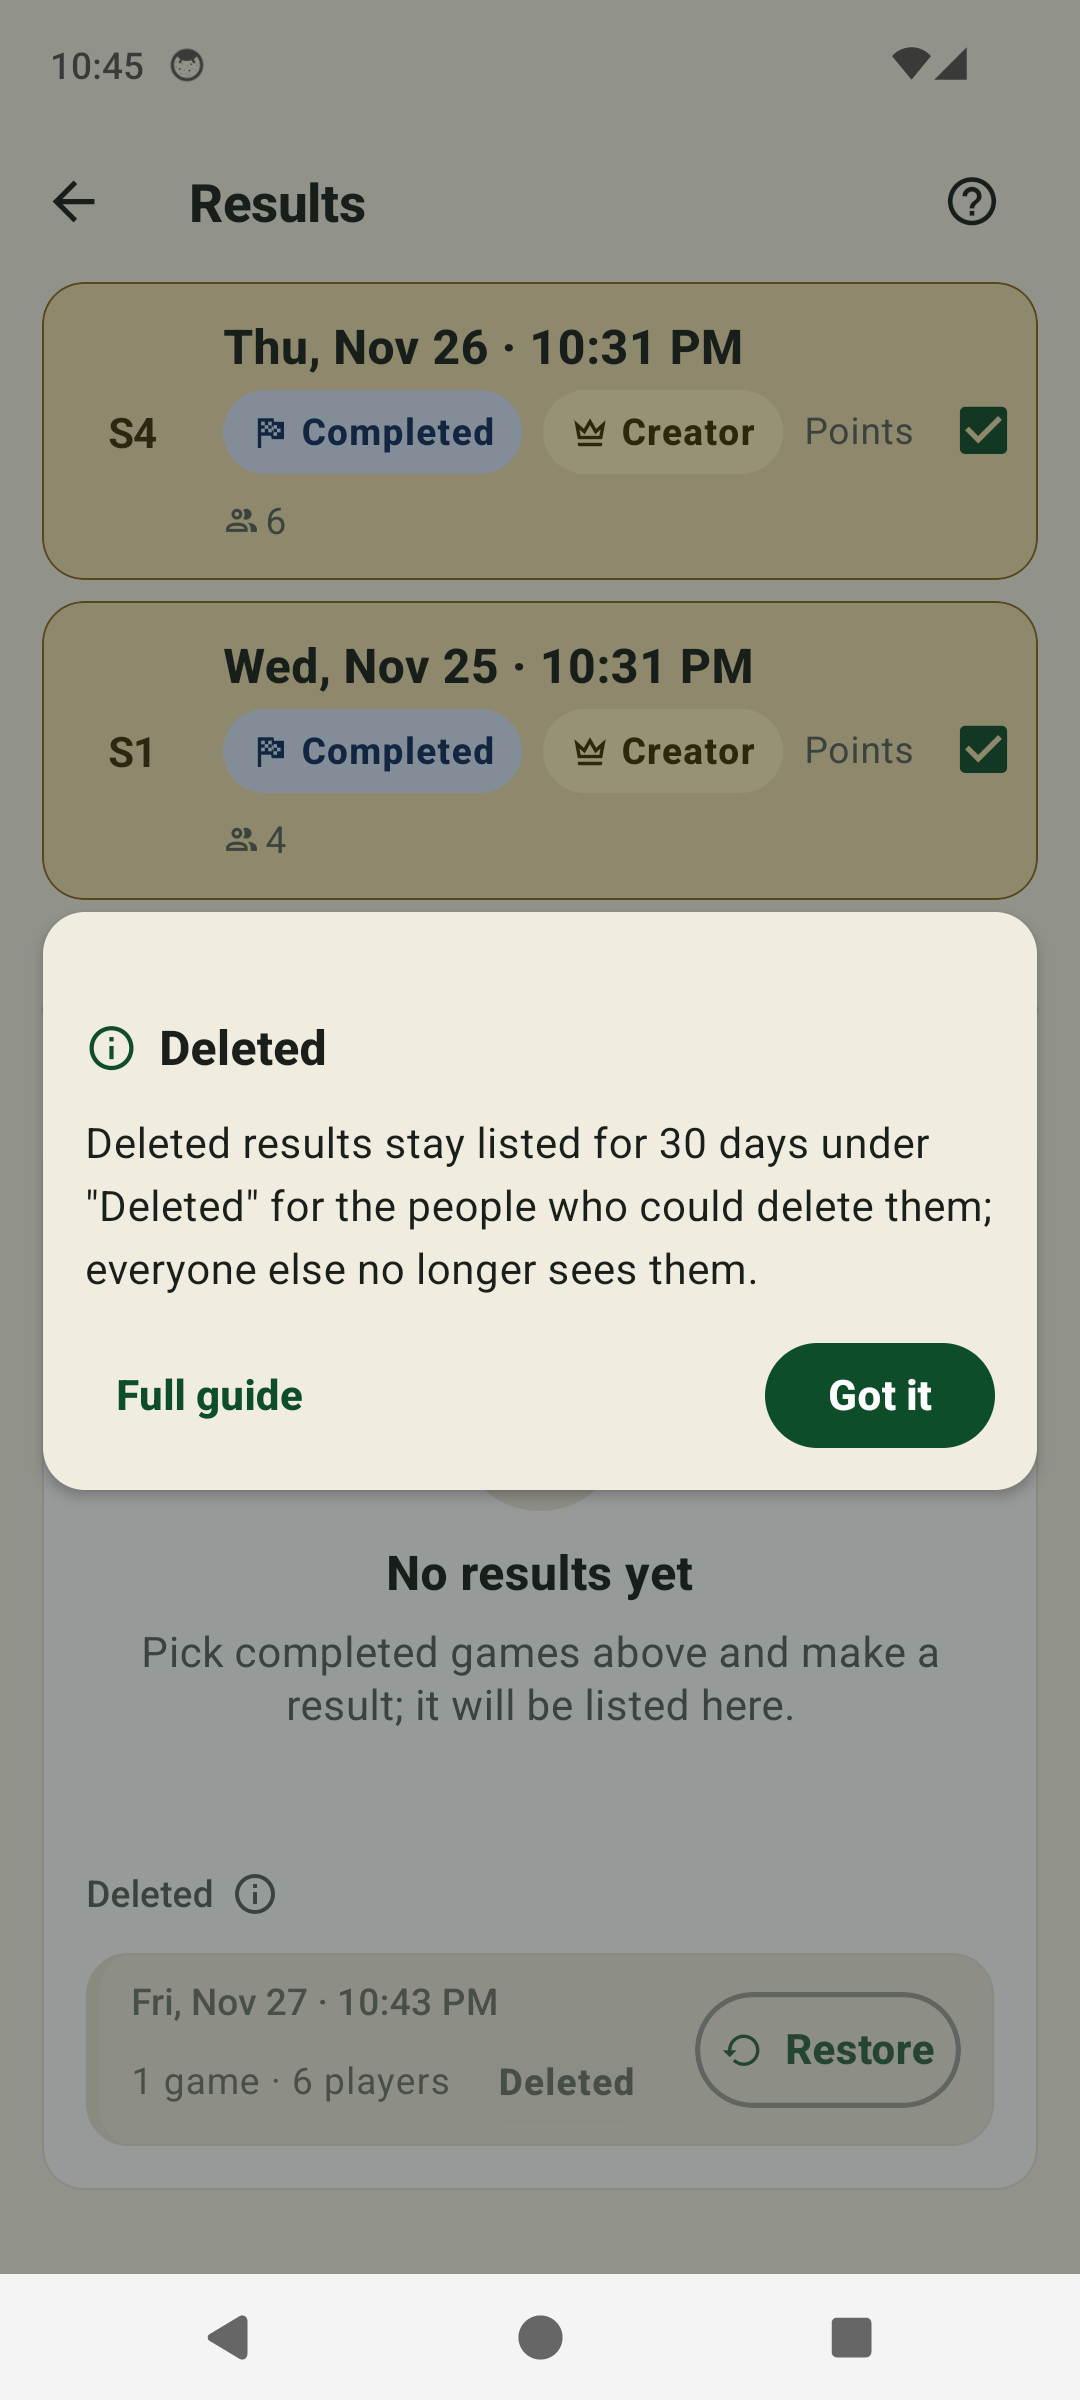 10:45
Results
Thu, Nov 26 · 10:31 PM
S4
Completed
Creator
Points
6
Wed, Nov 25 · 10:31 PM
S1
Completed
Creator
Points
4
Deleted
Deleted results stay listed for 30 days under
"Deleted" for the people who could delete them;
everyone else no longer sees them.
Full guide
Got it
No results yet
Pick completed games above and make a
result; it will be listed here.
Deleted
Fri, Nov 27 · 10:43 PM
1 game · 6 players
Deleted
Restore